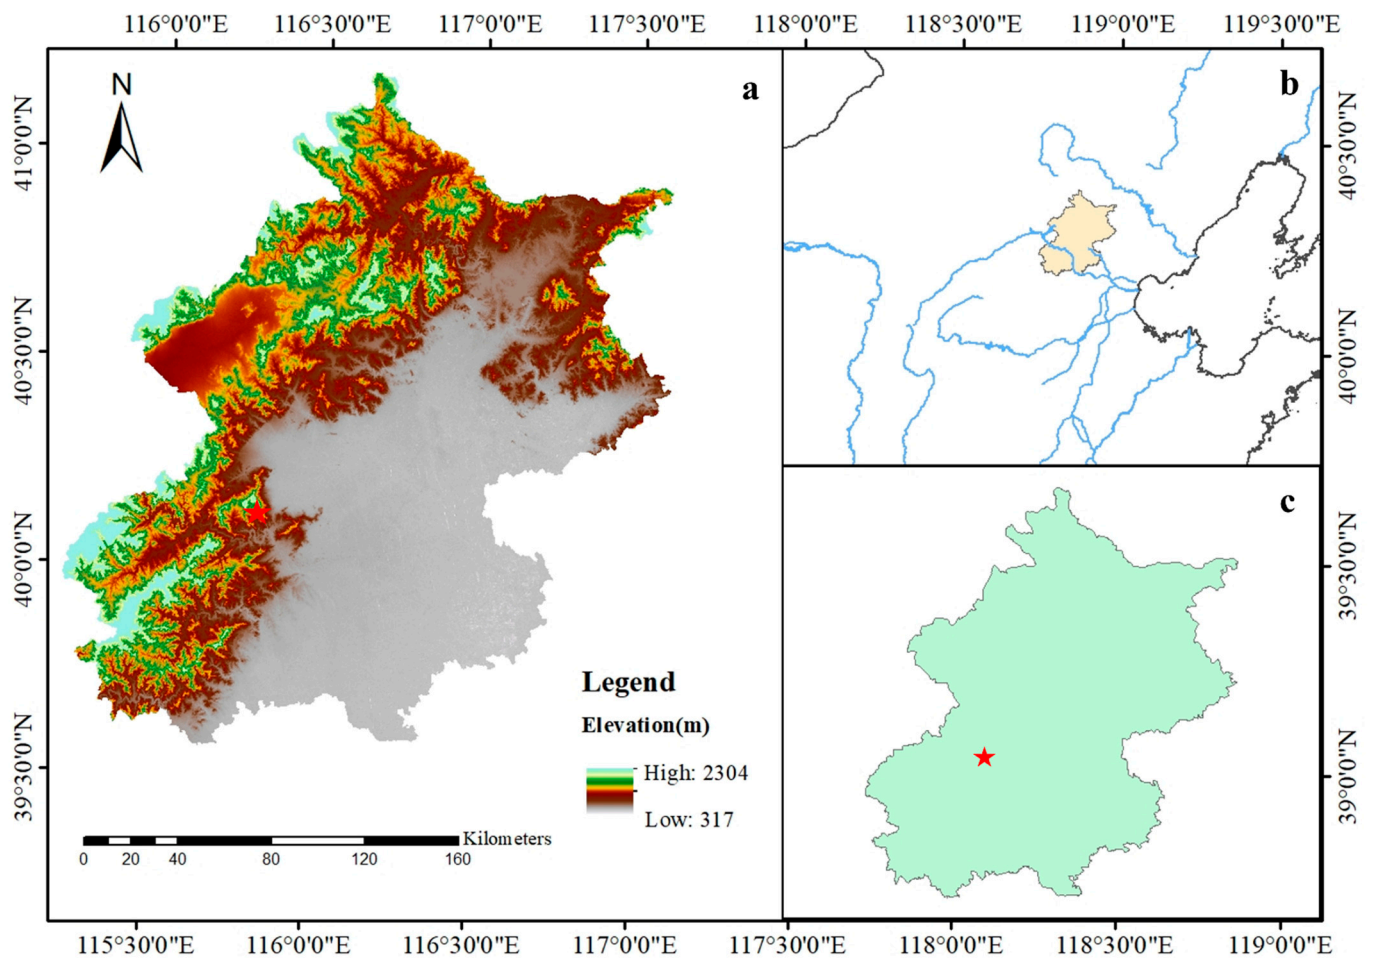 116°0'0"E 116°30'0"E 117°0'0"E 117°30'0"E 118°0'0"E 118°30'0"E 119°0'0"E 119°30'0"E
N
a
b
c
41°0'0"N
40°30'0"N
40°0'0"N
39°30'0"N
40°30'0"N
40°0'0"N
39°30'0"N
39°0'0"N
Legend
Elevation(m)
High: 2304
Low: 317
Kilometers
0 20 40 80 120 160
115°30'0"E 116°0'0"E 116°30'0"E 117°0'0"E 117°30'0"E 118°0'0"E 118°30'0"E 119°0'0"E